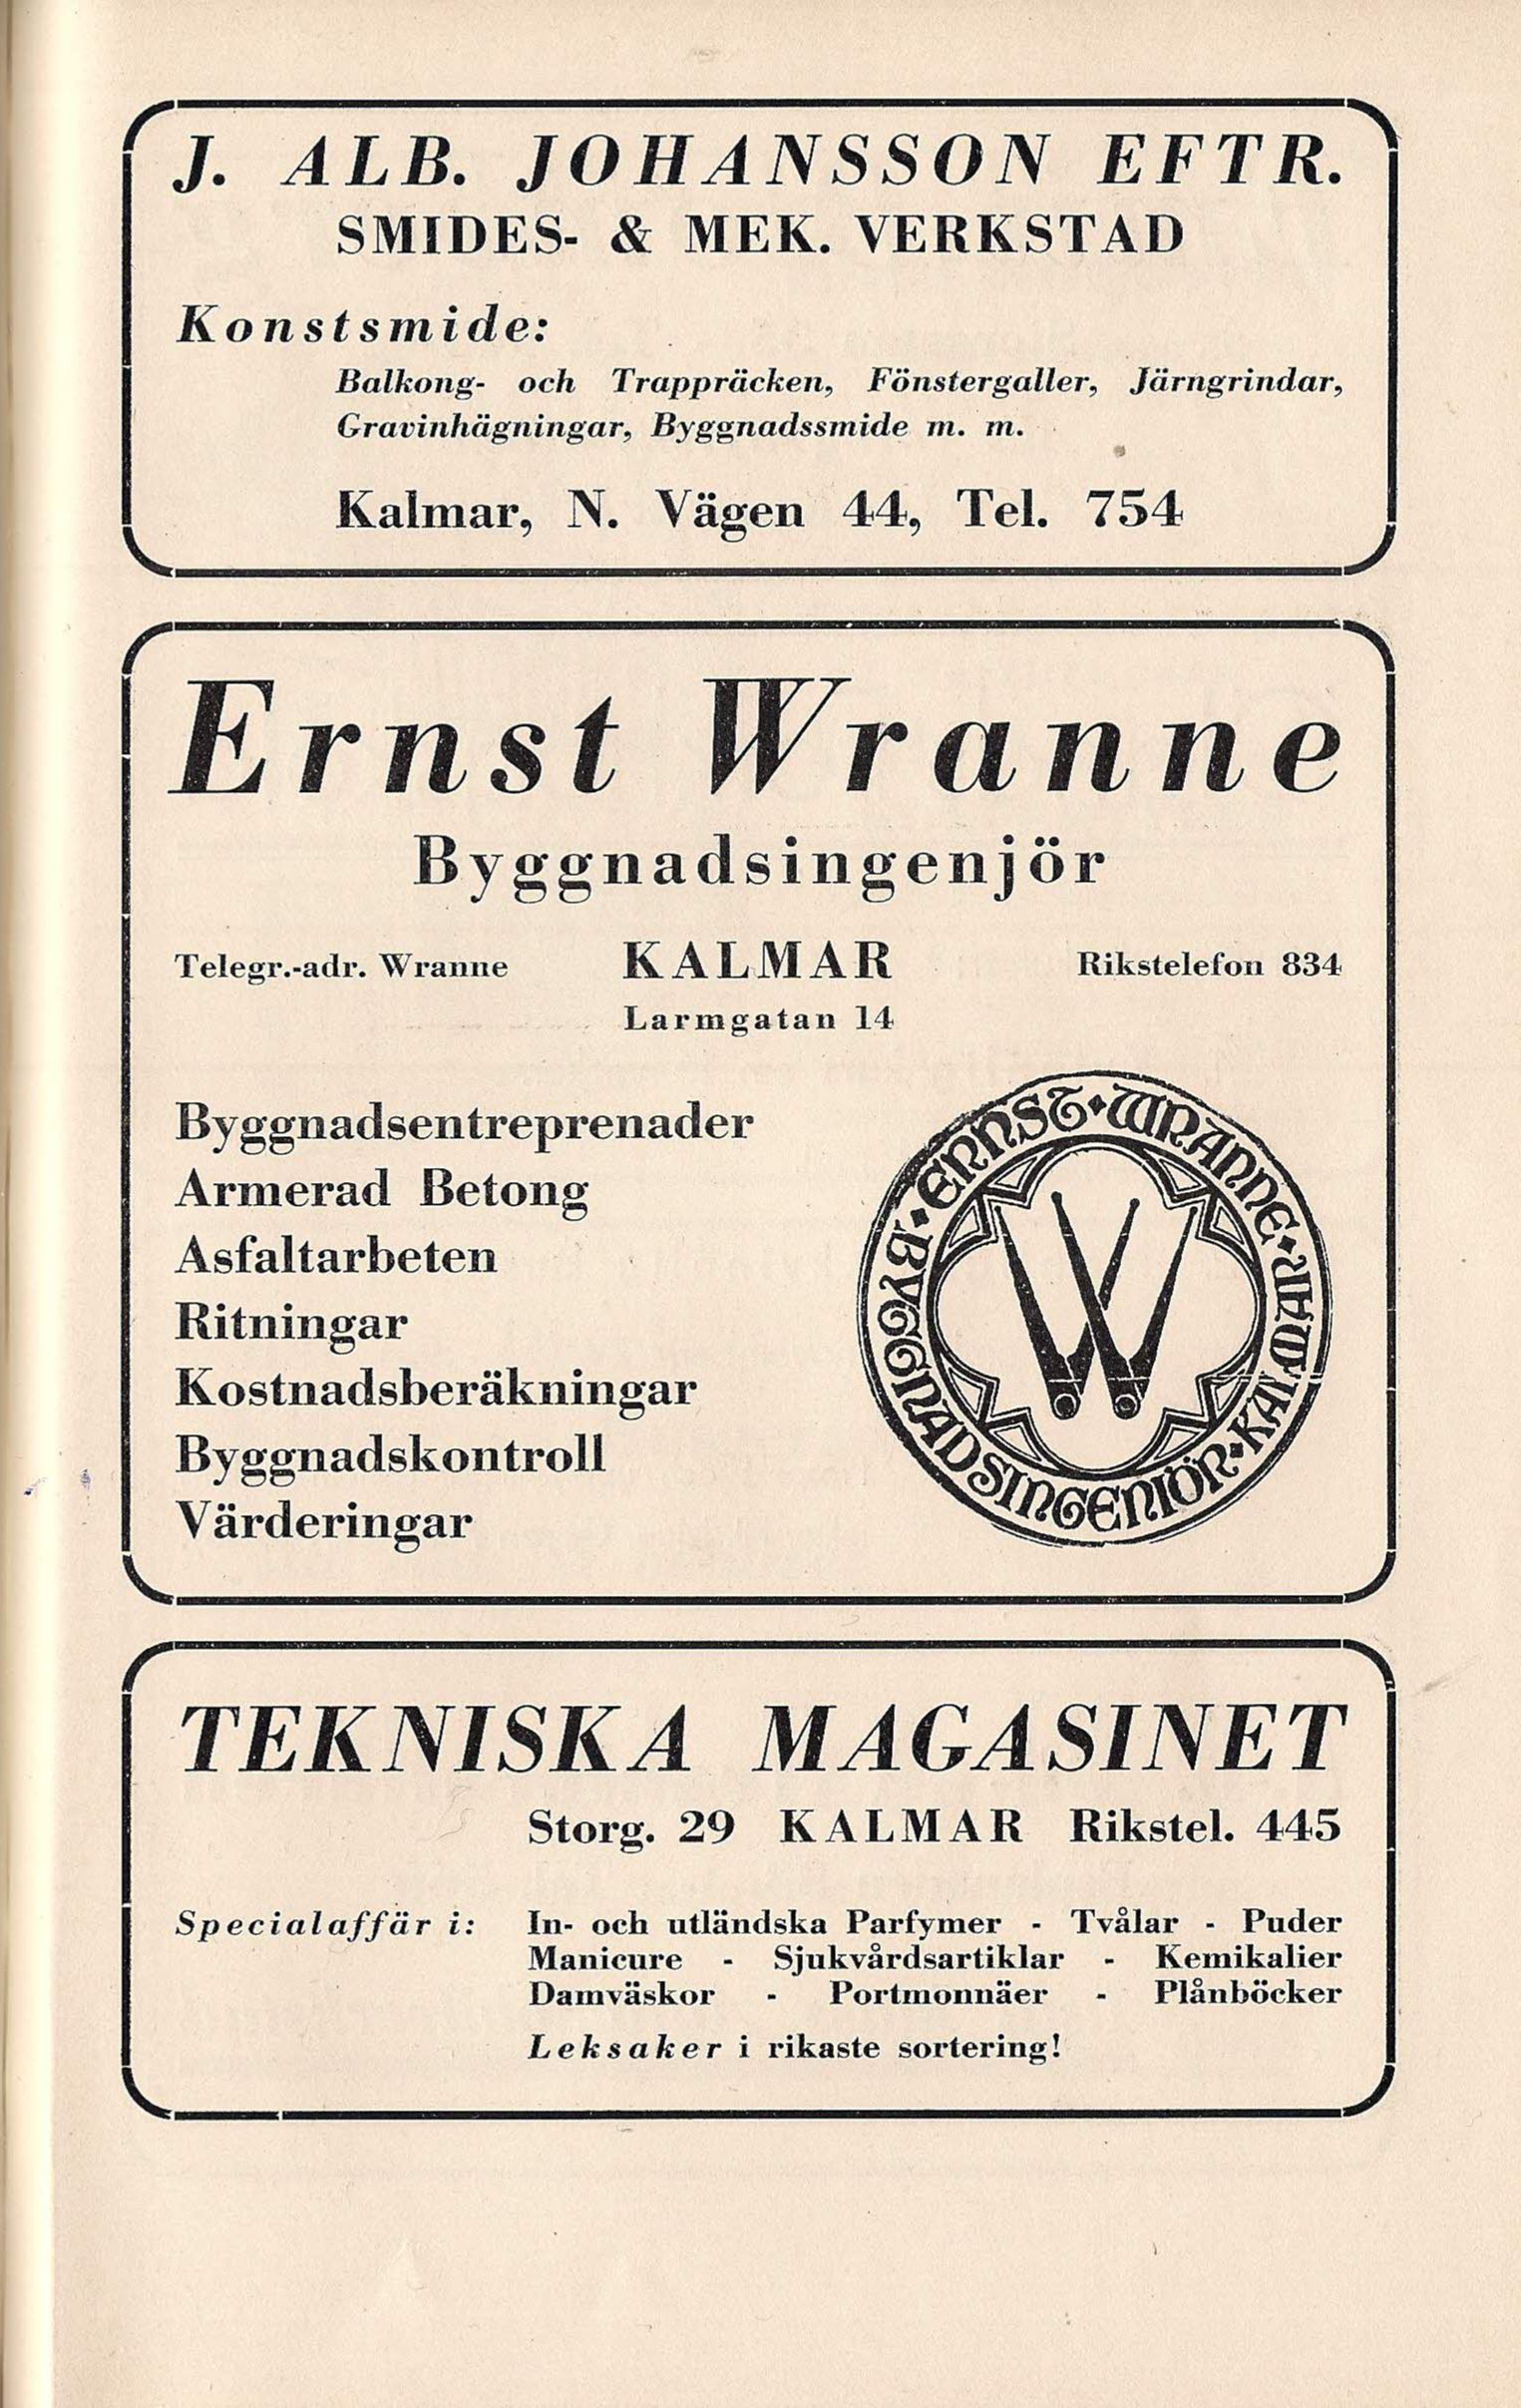 J. ALB. JOHANSSON EFTR.
SMIDES- & MEK. VERKSTAD
Konstsmide:
Balkong- och Trappräcken, Fönstergaller, Järngrindar,
Gravinhägningar, Byggnadssmide m. m.
Kalmar, N. Vägen 44, Tel. 754
Ernst Wranne
Byggnadsingenjör
Telegr.-adr. Wranne KALMAR Rikstelefon 834
Larmgatan 14
Byggnadsentreprenader
Armerad Betong
Asfaltarbeten
Ritningar
Kostnadsberäkningar
Byggnadskontroll
Värderingar
ERNST · WRANNE · KALMAR · BYGGNADSINGENIÖR
TEKNISKA MAGASINET
Storg. 29 KALMAR Rikstel. 445
Specialaffär i: In- och utländska Parfymer - Tvålar - Puder
Manicure - Sjukvårdsartiklar - Kemikalier
Damväskor - Portmonnäer - Plånböcker
Leksaker i rikaste sortering!